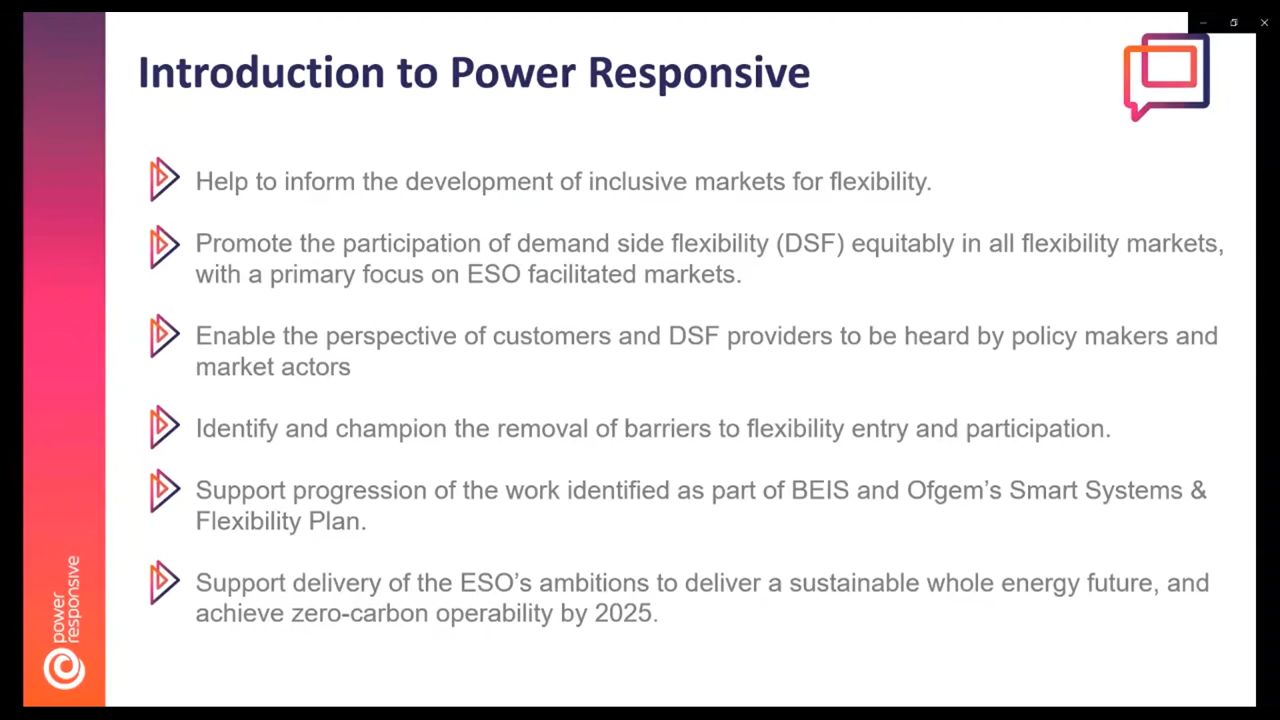 Introduction to Power Responsive
Help to inform the development of inclusive markets for flexibility.
Promote the participation of demand side flexibility (DSF) equitably in all flexibility markets,
with a primary focus on ESO facilitated markets.
Enable the perspective of customers and DSF providers to be heard by policy makers and
market actors
Identify and champion the removal of barriers to flexibility entry and participation.
Support progression of the work identified as part of BEIS and Ofgem’s Smart Systems &
Flexibility Plan.
Support delivery of the ESO’s ambitions to deliver a sustainable whole energy future, and
achieve zero-carbon operability by 2025.
power
responsive